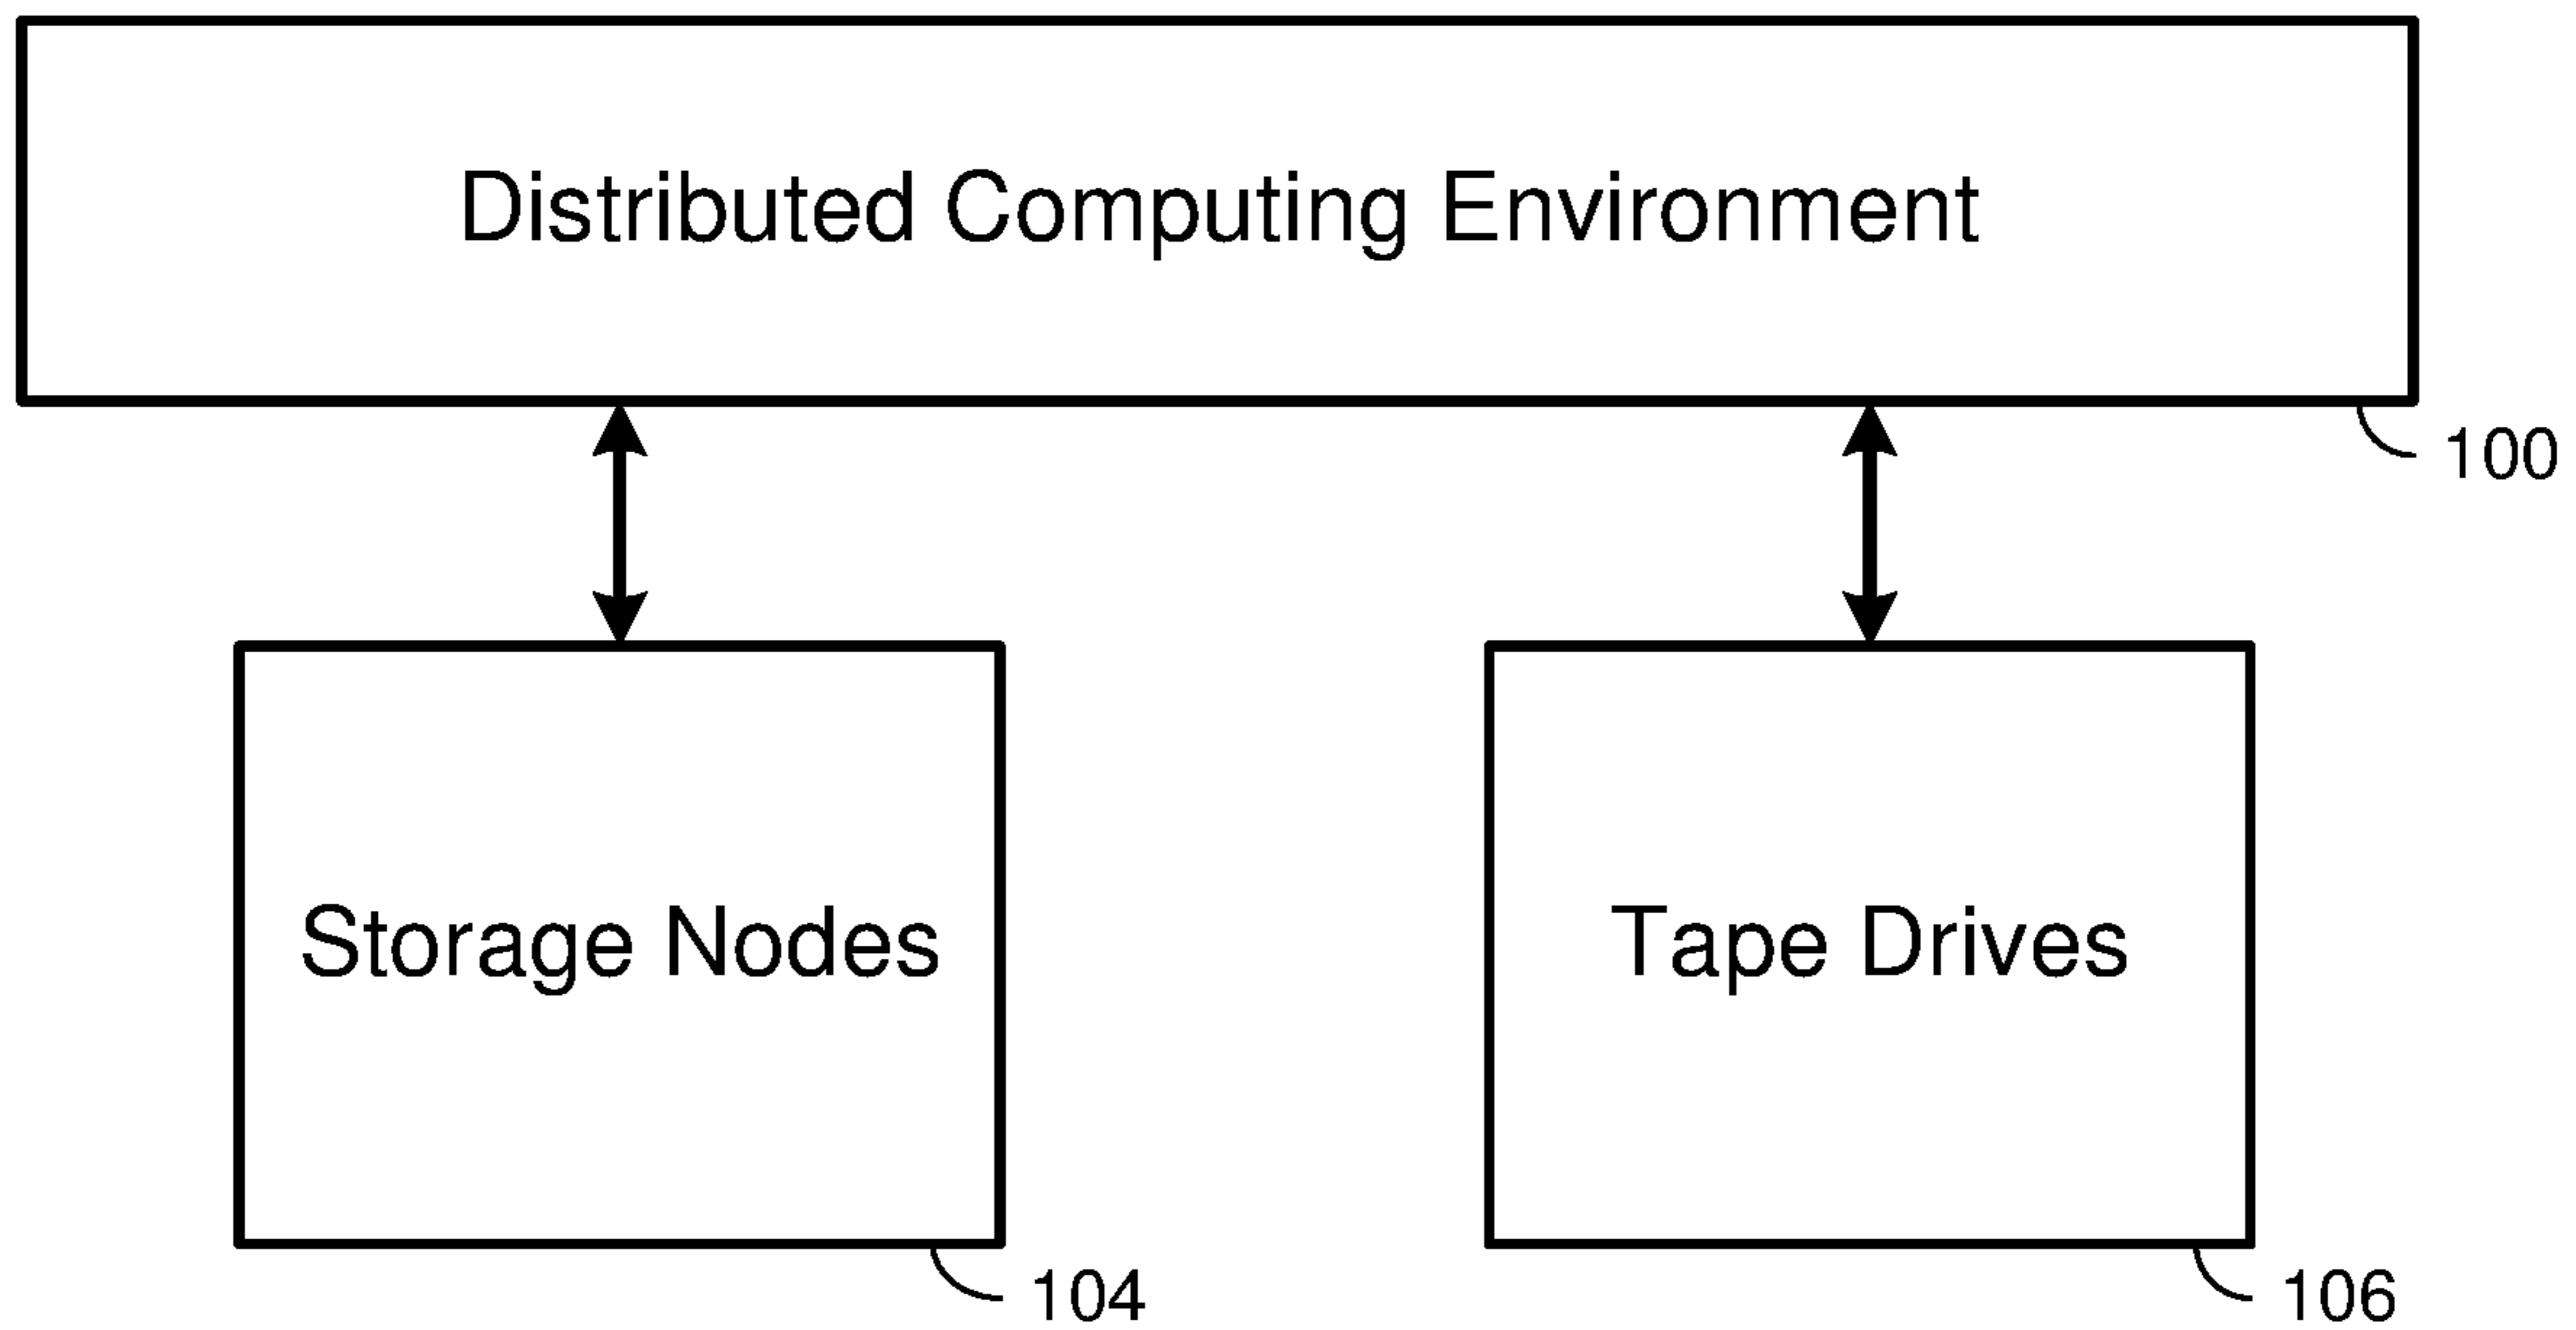 Distributed Computing Environment
100
Storage Nodes
Tape Drives
104
106